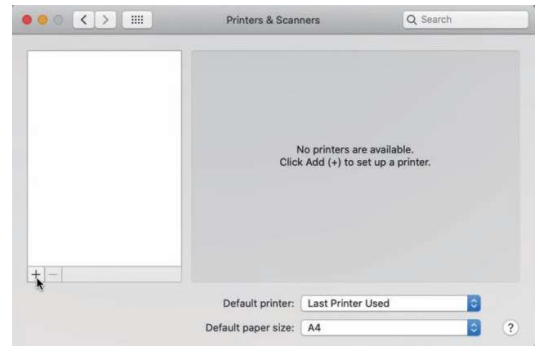 Printers & Scanners
Search
No printers are available.
Click Add (+) to set up a printer.
+ −
Default printer: Last Printer Used
Default paper size: A4
?